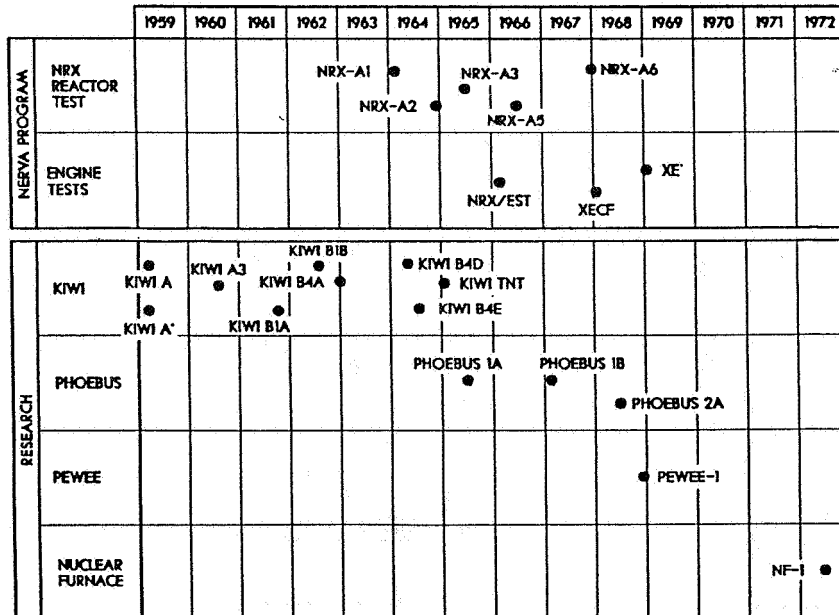 1959 1960 1961 1962 1963 1964 1965 1966 1967 1968 1969 1970 1971 1972
NERVA PROGRAM
NRX
REACTOR
TEST
NRX-A1
NRX-A3
NRX-A6
NRX-A2
NRX-A5
ENGINE
TESTS
XE'
NRX/EST
XECF
RESEARCH
KIWI
KIWI B1B
KIWI A3
KIWI B4D
KIWI A
KIWI B4A
KIWI TNT
KIWI A'
KIWI B1A
KIWI B4E
PHOEBUS
PHOEBUS 1A
PHOEBUS 1B
PHOEBUS 2A
PEWEE
PEWEE-1
NUCLEAR
FURNACE
NF-1